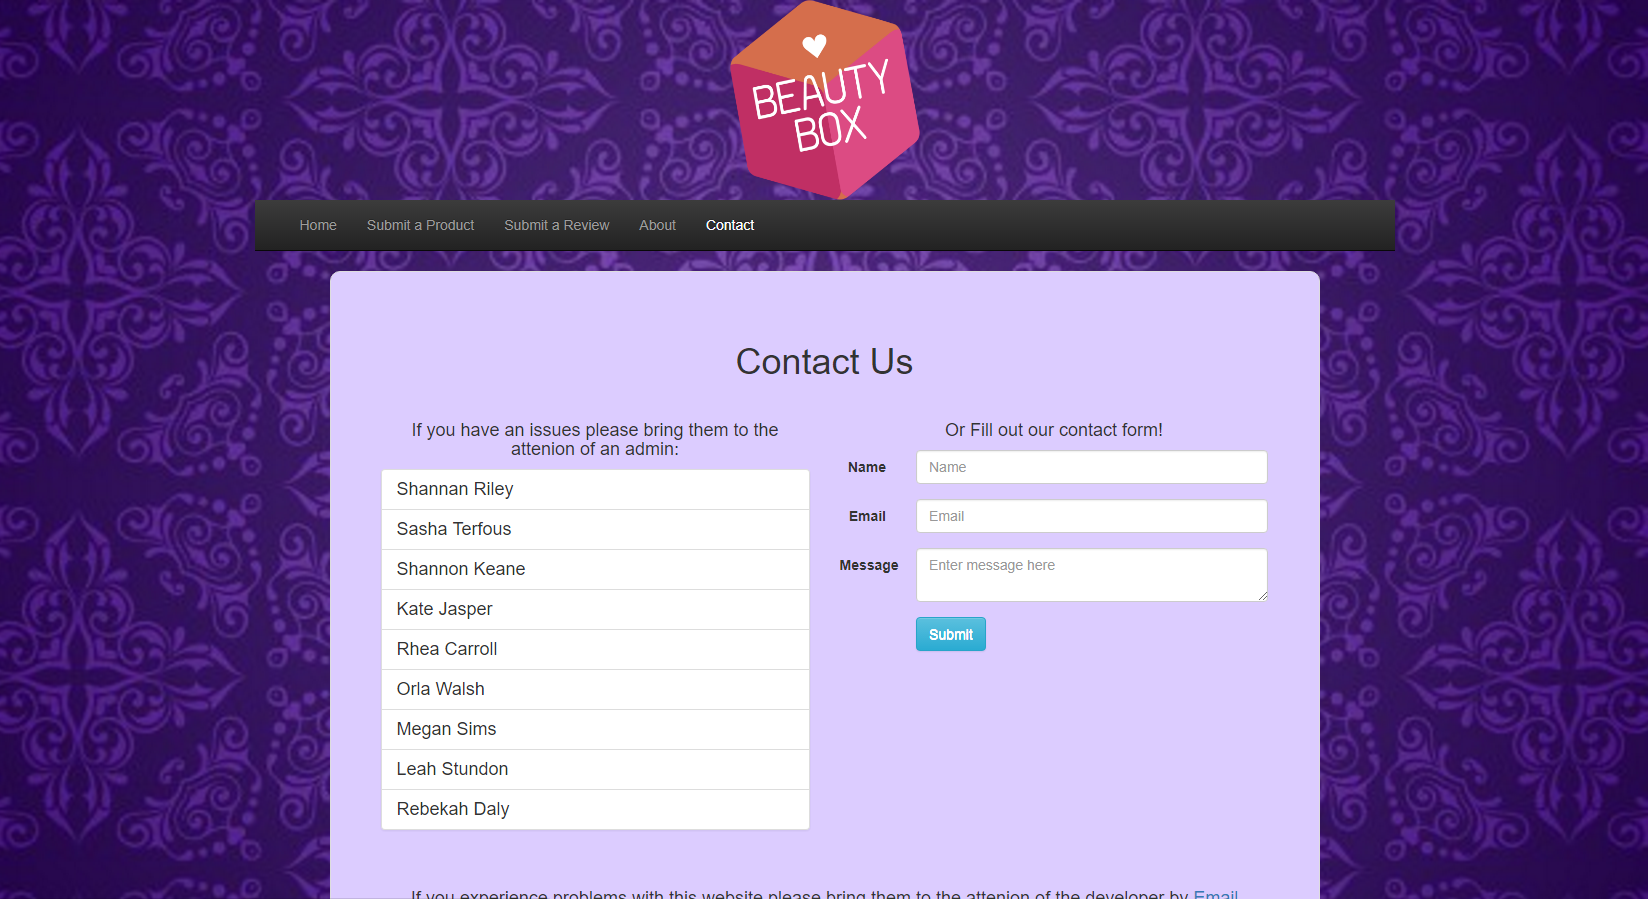 BEAUTY
BOX
Home Submit a Product Submit a Review About Contact
Contact Us
If you have an issues please bring them to the
attenion of an admin:
Shannan Riley
Sasha Terfous
Shannon Keane
Kate Jasper
Rhea Carroll
Orla Walsh
Megan Sims
Leah Stundon
Rebekah Daly
Or Fill out our contact form!
Name Name
Email Email
Message Enter message here
Submit
If you experience problems with this website please bring them to the attenion of the developer by Email